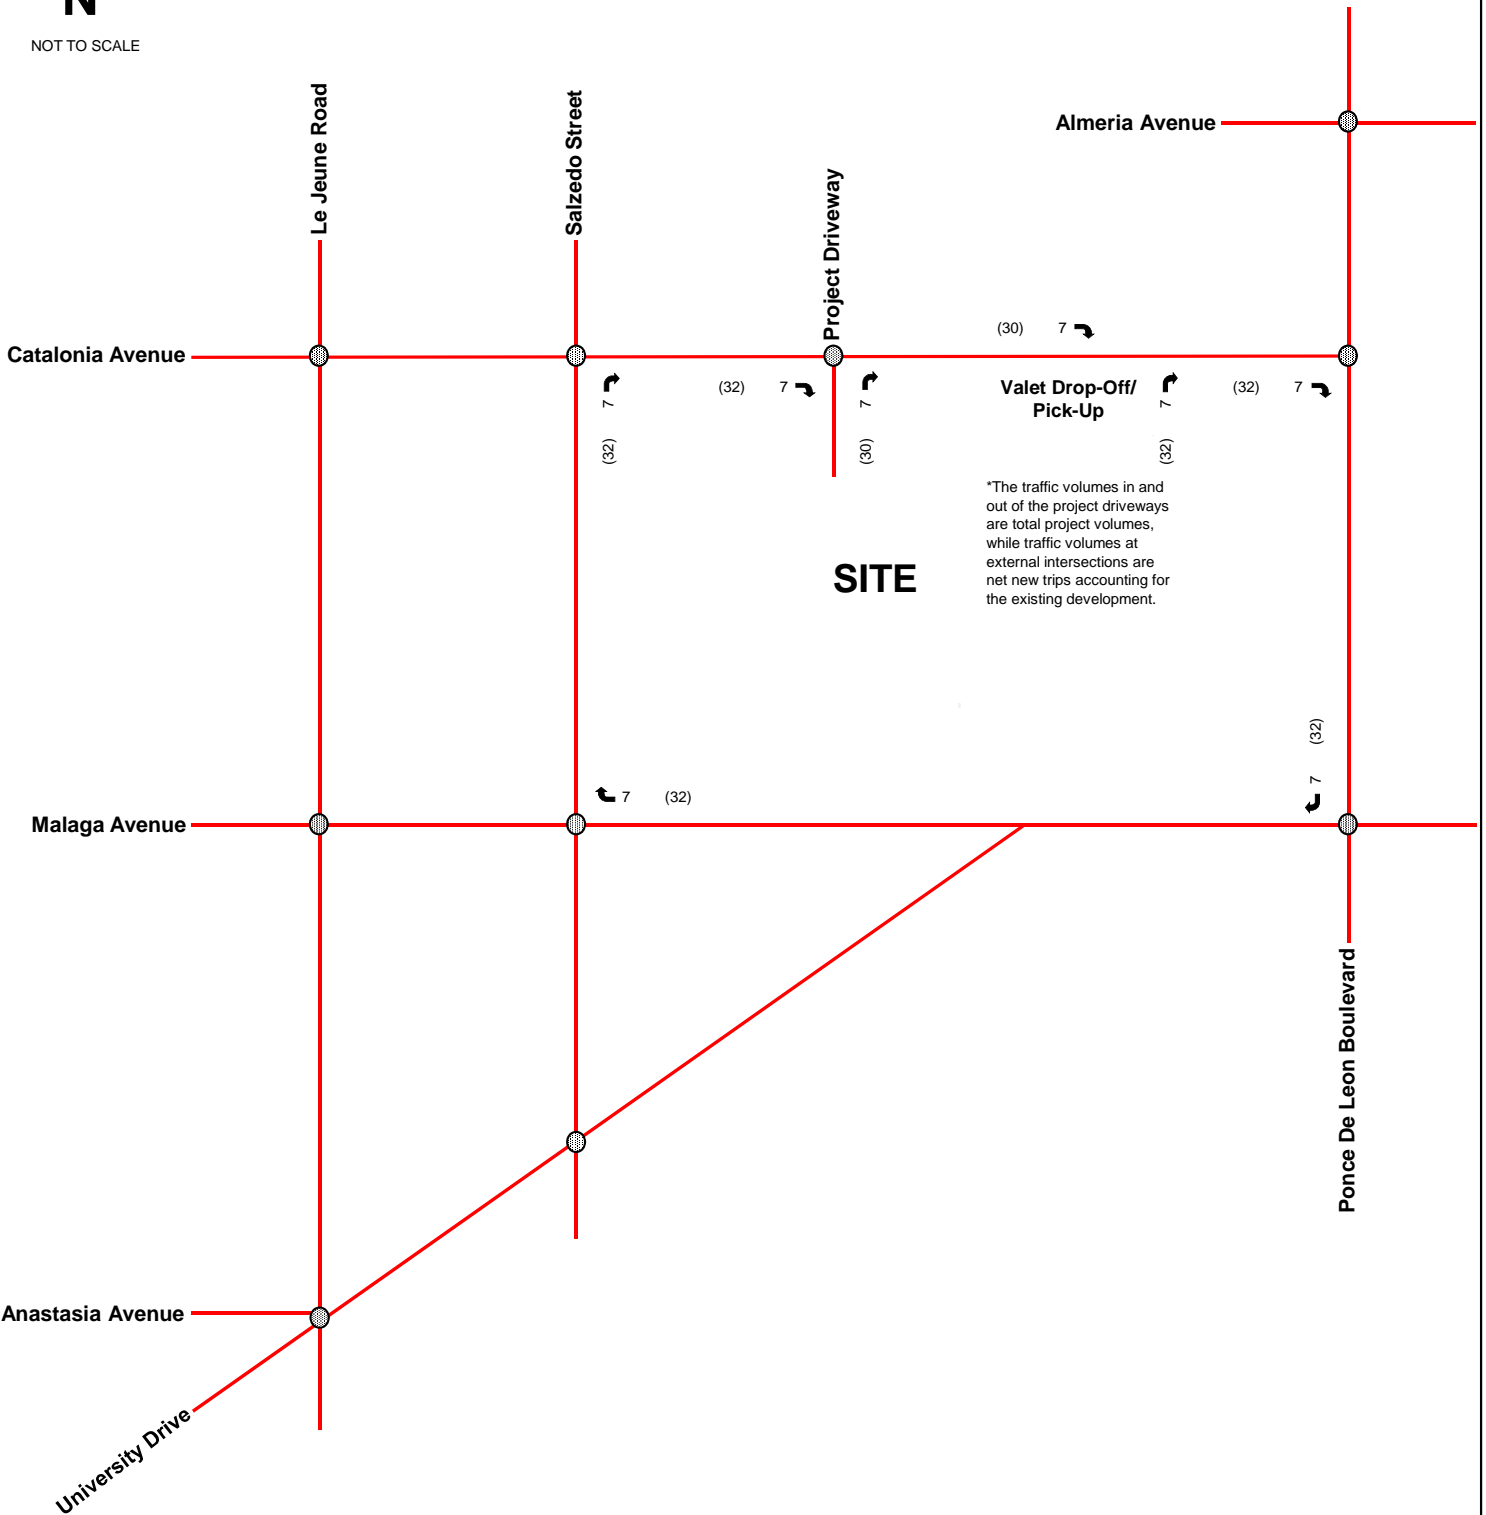 N
NOT TO SCALE
Le Jeune Road
Salzedo Street
Project Driveway
Almeria Avenue
Catalonia Avenue
(30) 7
7 (32)
(32) 7
7 (30)
Valet Drop-Off/
Pick-Up
7 (32)
(32) 7
*The traffic volumes in and
out of the project driveways
are total project volumes,
while traffic volumes at
external intersections are
net new trips accounting for
the existing development.
SITE
7 (32)
7 (32)
Malaga Avenue
Ponce De Leon Boulevard
Anastasia Avenue
University Drive